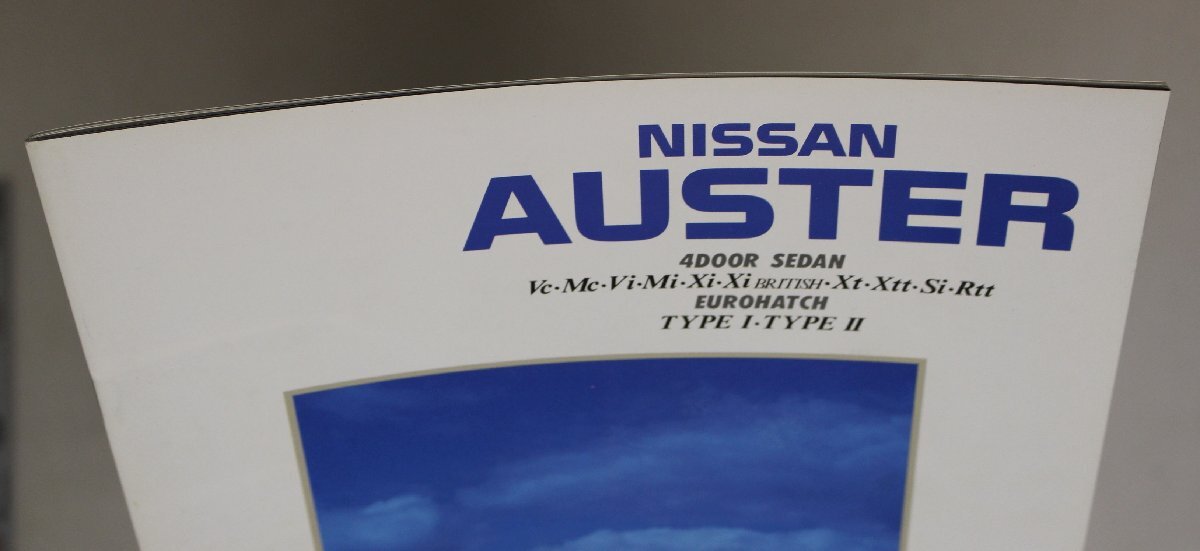 NISSAN
AUSTER
4DOOR SEDAN
Vc·Mc·Vi·Mi·Xi·Xi BRITISH·Xt·Xtt·Si·Rtt
EUROHATCH
TYPE I·TYPE II